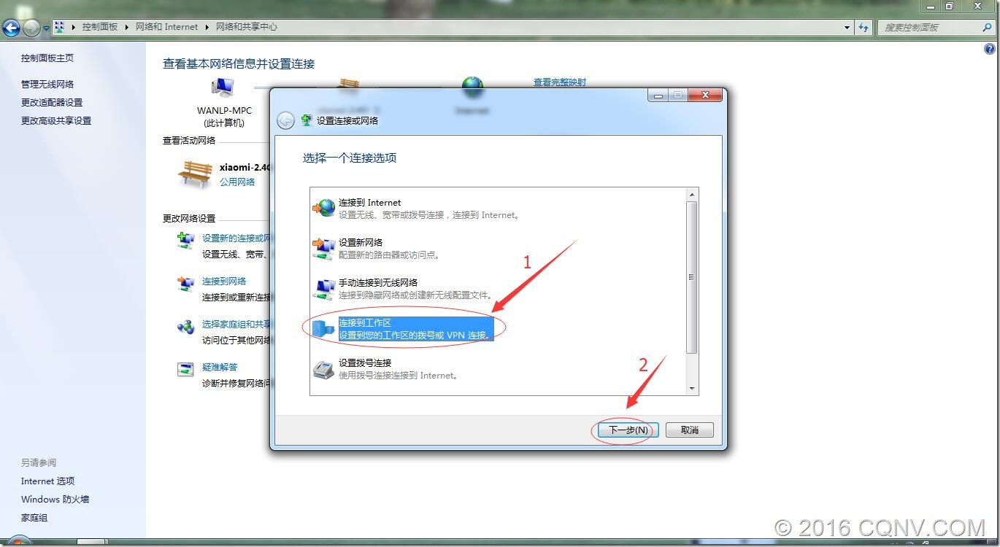 控制面板 ▸ 网络和 Internet ▸ 网络和共享中心
搜索控制面板
控制面板主页
管理无线网络
更改适配器设置
更改高级共享设置
另请参阅
Internet 选项
Windows 防火墙
家庭组
查看基本网络信息并设置连接
查看完整映射
WANLP-MPC
(此计算机)
Internet
查看活动网络
xiaomi-2.4G
公用网络
更改网络设置
设置新的连接或网
设置无线、宽带、
连接到网络
连接到或重新连接
选择家庭组和共享
访问位于其他网络
疑难解答
诊断并修复网络问
设置连接或网络
选择一个连接选项
连接到 Internet
设置无线、宽带或拨号连接，连接到 Internet。
设置新网络
配置新的路由器或访问点。
手动连接到无线网络
连接到隐藏网络或创建新无线配置文件。
连接到工作区
设置到您的工作区的拨号或 VPN 连接。
设置拨号连接
使用拨号连接连接到 Internet。
1
2
下一步(N)
取消
© 2016 CQNV.COM